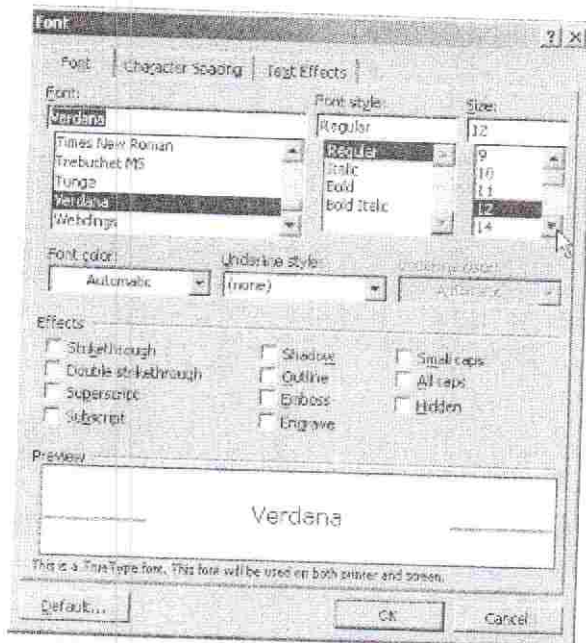 Font
Font Character Spacing Text Effects
Font: Font style: Size:
Verdana Regular 12
Times New Roman Regular 9
Trebuchet MS Italic 10
Tunga Bold 11
Verdana Bold Italic 12
Webdings 14
Font color: Underline style:
Automatic (none)
Effects
Strikethrough Shadow Small caps
Double strikethrough Outline All caps
Superscript Emboss Hidden
Subscript Engrave
Preview
Verdana
This is a TrueType font. This font will be used on both printer and screen.
Default... OK Cancel